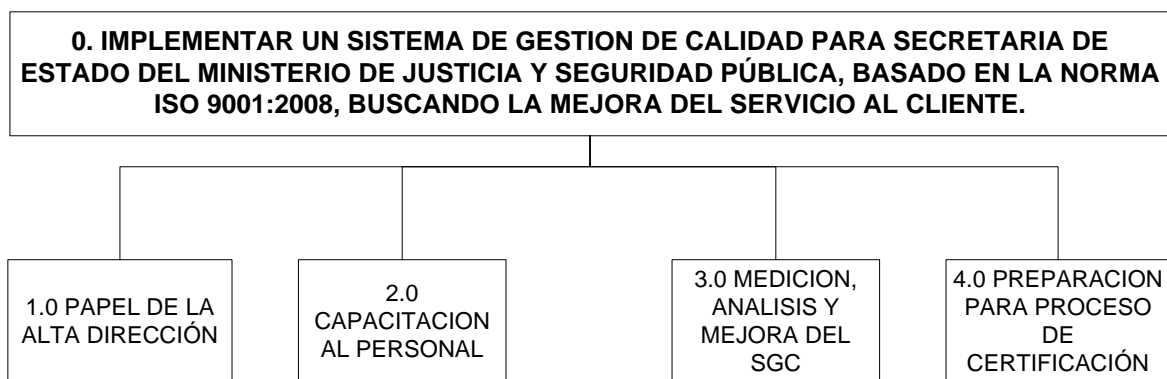 0. IMPLEMENTAR UN SISTEMA DE GESTION DE CALIDAD PARA SECRETARIA DE
ESTADO DEL MINISTERIO DE JUSTICIA Y SEGURIDAD PÚBLICA, BASADO EN LA NORMA
ISO 9001:2008, BUSCANDO LA MEJORA DEL SERVICIO AL CLIENTE.
1.0 PAPEL DE LA
ALTA DIRECCIÓN
2.0
CAPACITACION
AL PERSONAL
3.0 MEDICION,
ANALISIS Y
MEJORA DEL
SGC
4.0 PREPARACION
PARA PROCESO
DE
CERTIFICACIÓN